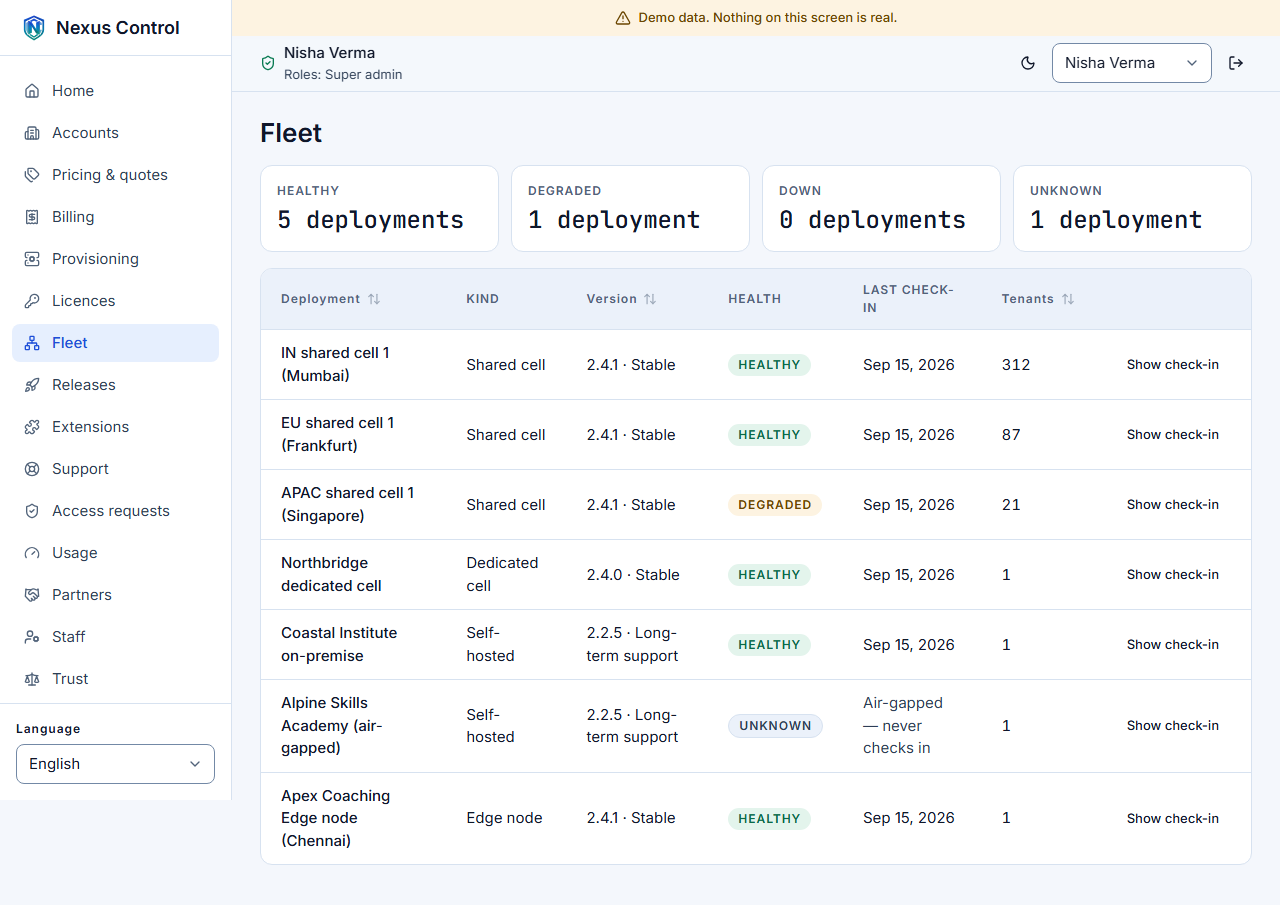 Nexus Control
Demo data. Nothing on this screen is real.
Nisha Verma
Roles: Super admin
Nisha Verma
Home
Accounts
Pricing & quotes
Billing
Provisioning
Licences
Fleet
Releases
Extensions
Support
Access requests
Usage
Partners
Staff
Trust
Language
English
Fleet
HEALTHY
5 deployments
DEGRADED
1 deployment
DOWN
0 deployments
UNKNOWN
1 deployment
Deployment KIND Version HEALTH LAST CHECK-
IN Tenants
IN shared cell 1
(Mumbai)
Shared cell
2.4.1 · Stable
HEALTHY
Sep 15, 2026
312
Show check-in
EU shared cell 1
(Frankfurt)
Shared cell
2.4.1 · Stable
HEALTHY
Sep 15, 2026
87
Show check-in
APAC shared cell 1
(Singapore)
Shared cell
2.4.1 · Stable
DEGRADED
Sep 15, 2026
21
Show check-in
Northbridge
dedicated cell
Dedicated
cell
2.4.0 · Stable
HEALTHY
Sep 15, 2026
1
Show check-in
Coastal Institute
on-premise
Self-
hosted
2.2.5 · Long-
term support
HEALTHY
Sep 15, 2026
1
Show check-in
Alpine Skills
Academy (air-
gapped)
Self-
hosted
2.2.5 · Long-
term support
UNKNOWN
Air-gapped
— never
checks in
1
Show check-in
Apex Coaching
Edge node
(Chennai)
Edge node
2.4.1 · Stable
HEALTHY
Sep 15, 2026
1
Show check-in